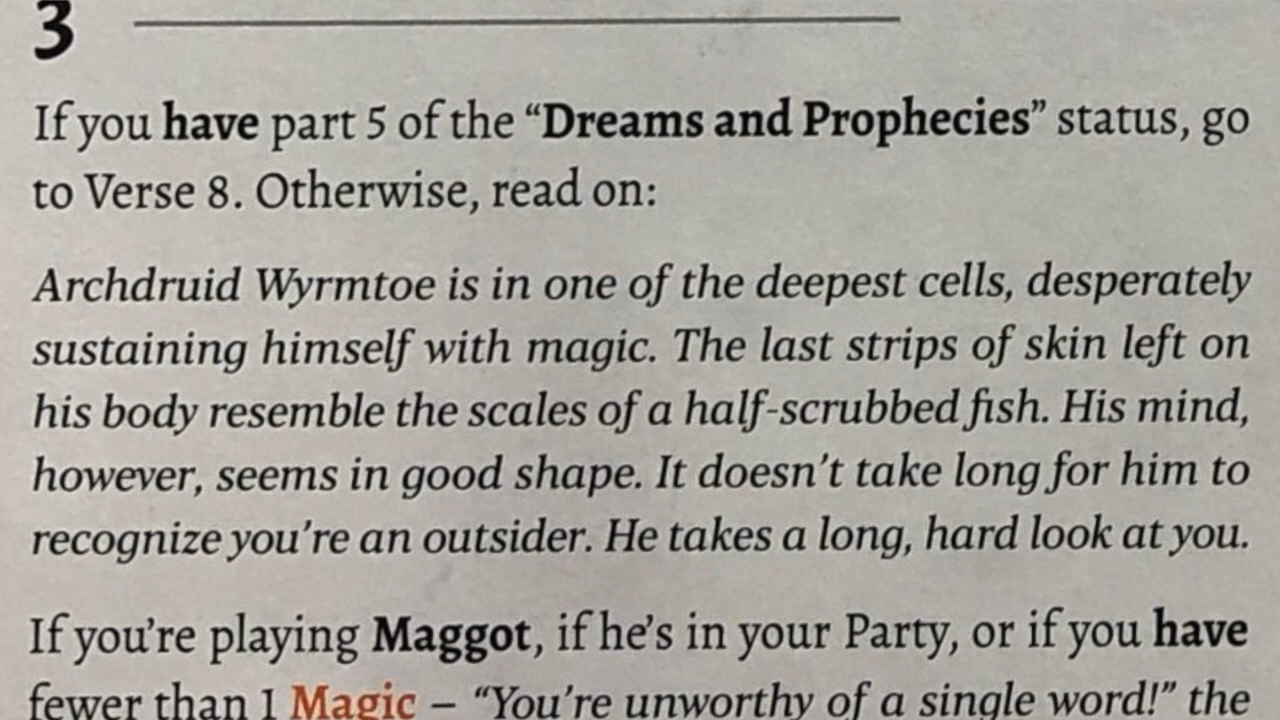 3
If you have part 5 of the “Dreams and Prophecies” status, go
to Verse 8. Otherwise, read on:
Archdruid Wyrmtoe is in one of the deepest cells, desperately
sustaining himself with magic. The last strips of skin left on
his body resemble the scales of a half-scrubbed fish. His mind,
however, seems in good shape. It doesn’t take long for him to
recognize you’re an outsider. He takes a long, hard look at you.
If you’re playing Maggot, if he’s in your Party, or if you have
fewer than 1 Magic – “You’re unworthy of a single word!” the